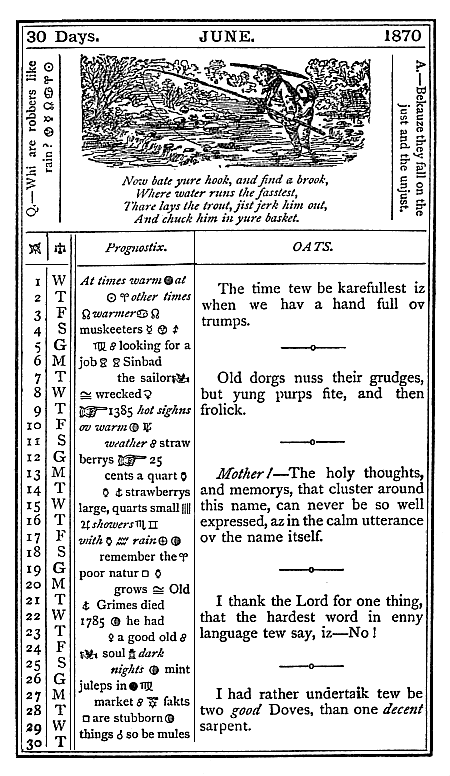 30 Days. JUNE. 1870
Q.—Whi are robbers like
rain?
A.—Bekauze they fall on the
just and the unjust.
Now bate yure hook, and find a brook,
Where water runs the fasstest,
Thare lays the trout, jist jerk him out,
And chuck him in yure basket.
Prognostix. OATS.
1 W At times warm at
2 T other times
3 F warmer
4 S muskeeters
5 G looking for a
6 M job Sinbad
7 T the sailor
8 W wrecked
9 T 1385 hot sighns
10 F ov warm
11 S weather straw
12 G berrys 25
13 M cents a quart
14 T strawberrys
15 W large, quarts small
16 T showers
17 F with rain
18 S remember the
19 G poor natur
20 M grows Old
21 T Grimes died
22 W 1785 he had
23 T a good old
24 F soul dark
25 S nights mint
26 G juleps in
27 M market fakts
28 T are stubborn
29 W things so be mules
30 T
The time tew be karefullest iz
when we hav a hand full ov
trumps.
Old dorgs nuss their grudges,
but yung purps fite, and then
frolick.
Mother!—The holy thoughts,
and memorys, that cluster around
this name, can never be so well
expressed, az in the calm utterance
ov the name itself.
I thank the Lord for one thing,
that the hardest word in enny
language tew say, iz—No!
I had rather undertaik tew be
two good Doves, than one decent
sarpent.